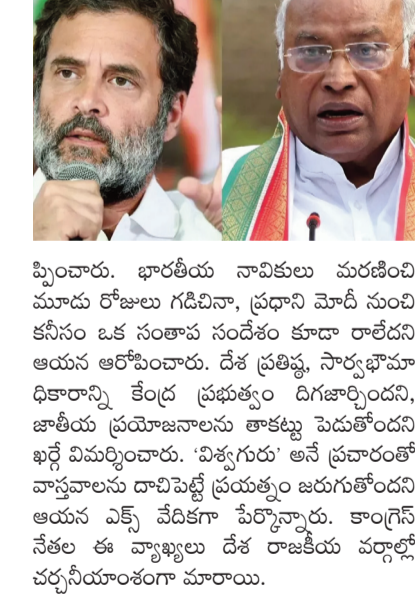 ప్పించారు. భారతీయ నావికులు మరణించి
మూడు రోజులు గడిచినా, ప్రధాని మోదీ నుంచి
కనీసం ఒక సంతాప సందేశం కూడా రాలేదని
ఆయన ఆరోపించారు. దేశ ప్రతిష్ఠ, సార్వభౌమా
ధికారాన్ని కేంద్ర ప్రభుత్వం దిగజార్చిందని,
జాతీయ ప్రయోజనాలను తాకట్టు పెడుతోందని
ఖర్గే విమర్శించారు. ‘విశ్వగురు’ అనే ప్రచారంతో
వాస్తవాలను దాచిపెట్టే ప్రయత్నం జరుగుతోందని
ఆయన ఎక్స్ వేదికగా పేర్కొన్నారు. కాంగ్రెస్
నేతల ఈ వ్యాఖ్యలు దేశ రాజకీయ వర్గాల్లో
చర్చనీయాంశంగా మారాయి.